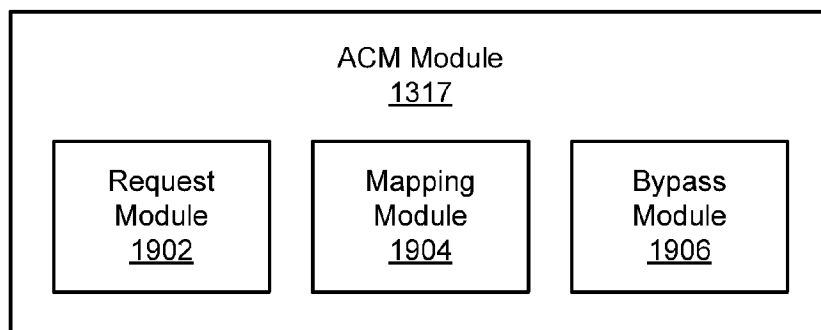 ACM Module
1317
Request
Module
1902
Mapping
Module
1904
Bypass
Module
1906